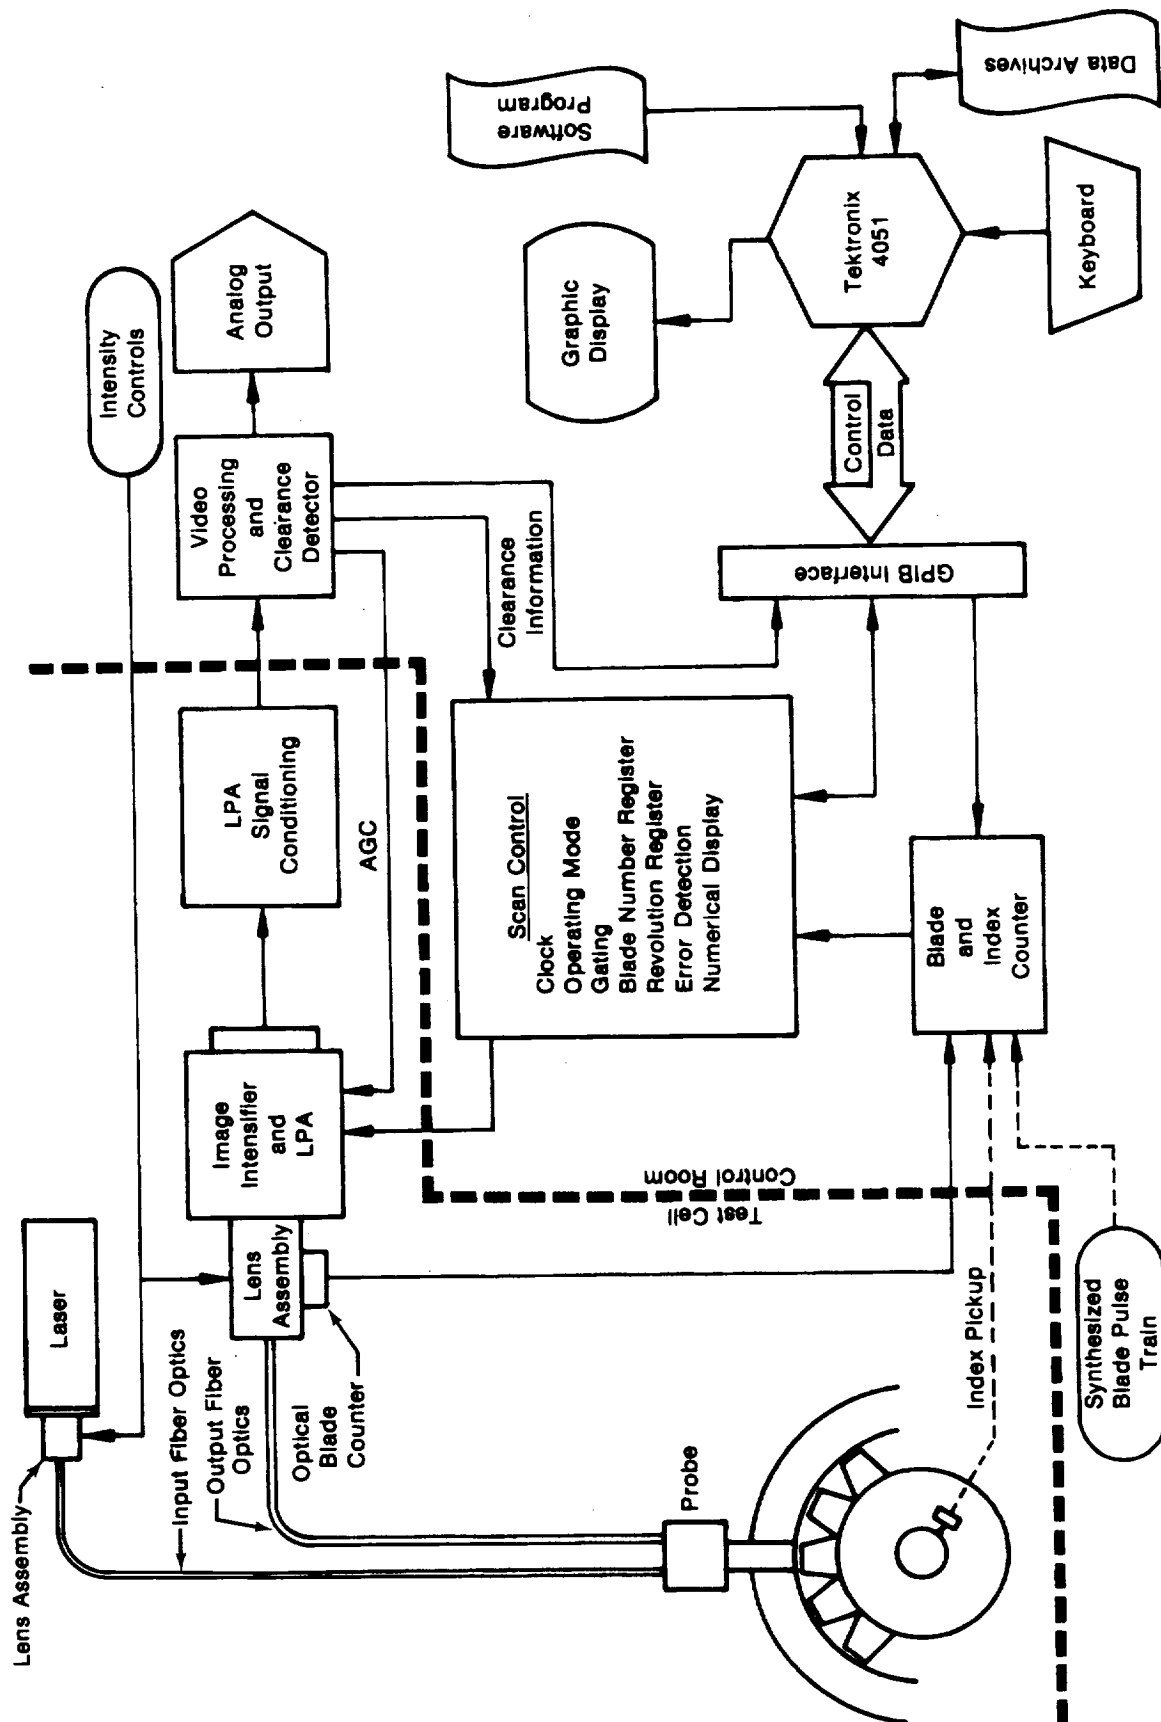 Lens Assembly
Laser
Input Fiber Optics
Output Fiber
Optics
Optical
Blade
Counter
Lens
Assembly
Image
Intensifier
and
LPA
LPA
Signal
Conditioning
AGC
Video
Processing
and
Clearance
Detector
Analog
Output
Intensity
Controls
Clearance
Information
Probe
Test Cell
Control Room
Scan Control
Clock
Operating Mode
Gating
Blade Number Register
Revolution Register
Error Detection
Numerical Display
Index Pickup
Synthesized
Blade Pulse
Train
Blade
and
Index
Counter
GPIB Interface
Control
Data
Graphic
Display
Tektronix
4051
Software
Program
Data Archives
Keyboard